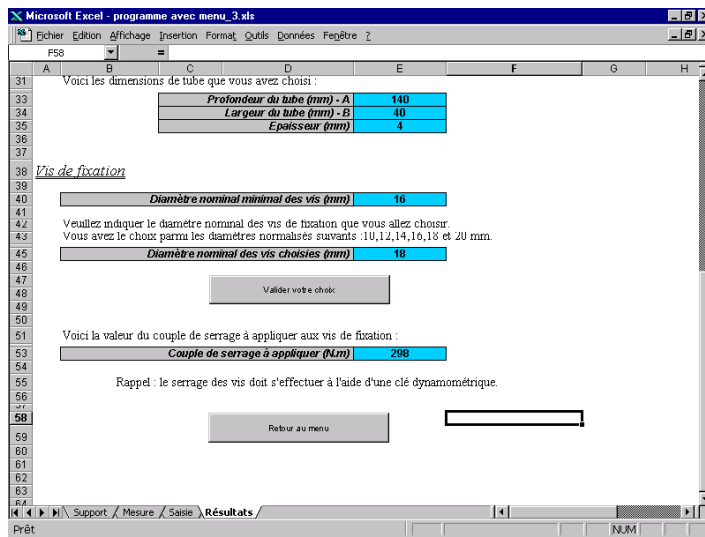 Microsoft Excel - programme avec menu_3.xls
Fichier Edition Affichage Insertion Format Outils Données Fenêtre ?
F58 =
A B C D E F G H
31 Voici les dimensions de tube que vous avez choisi :
33 Profondeur du tube (mm) - A 140
34 Largeur du tube (mm) - B 40
35 Epaisseur (mm) 4
36
37
38 Vis de fixation
39
40 Diamètre nominal minimal des vis (mm) 16
41
42 Veuillez indiquer le diamétre nominal des vis de fixation que vous allez choisir.
43 Vous avez le choix parmi les diamétres normalisés suivants :10,12,14,16,18 et 20 mm.
45 Diamètre nominal des vis choisies (mm) 18
46
47
48 Valider votre choix
49
50
51 Voici la valeur du couple de serrage à appliquer aux vis de fixation :
53 Couple de serrage à appliquer (N.m) 298
54
55 Rappel : le serrage des vis doit s'effectuer à l'aide d'une clé dynamométrique.
56
57
58
Retour au menu
59
60
61
62
63
64
Support Mesure Saisie Résultats
Prêt NUM